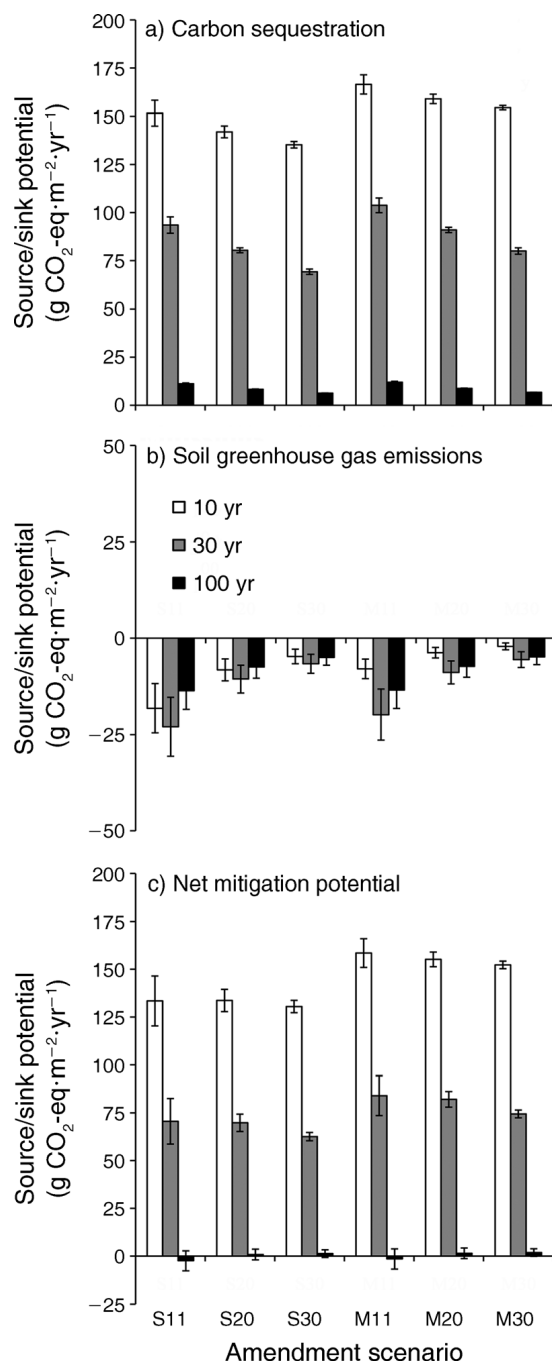 a) Carbon sequestration
200
175
150
125
100
75
50
25
0
Source/sink potential
(g CO₂-eq·m⁻²·yr⁻¹)
b) Soil greenhouse gas emissions
10 yr
30 yr
100 yr
50
25
0
−25
−50
Source/sink potential
(g CO₂-eq·m⁻²·yr⁻¹)
c) Net mitigation potential
200
175
150
125
100
75
50
25
0
−25
Source/sink potential
(g CO₂-eq·m⁻²·yr⁻¹)
S11 S20 S30 M11 M20 M30
Amendment scenario